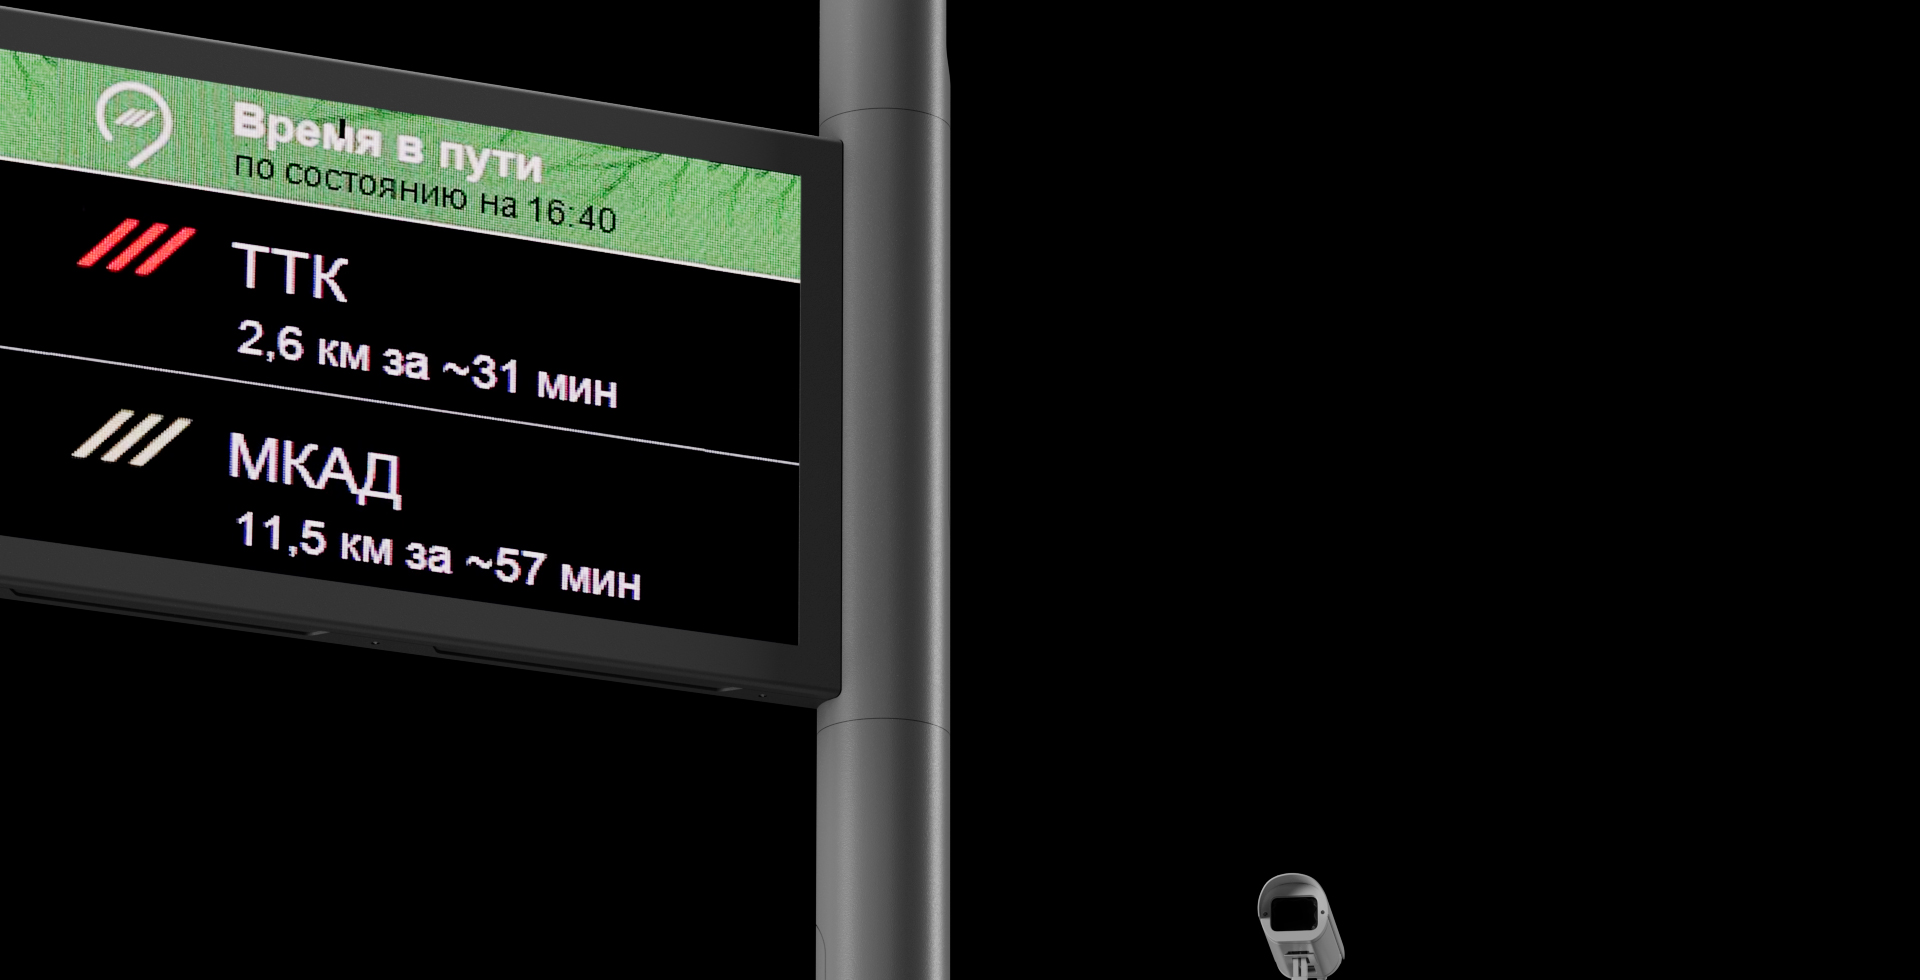 Время в пути
по состоянию на 16:40
ТТК
2,6 км за ~31 мин
МКАД
11,5 км за ~57 мин